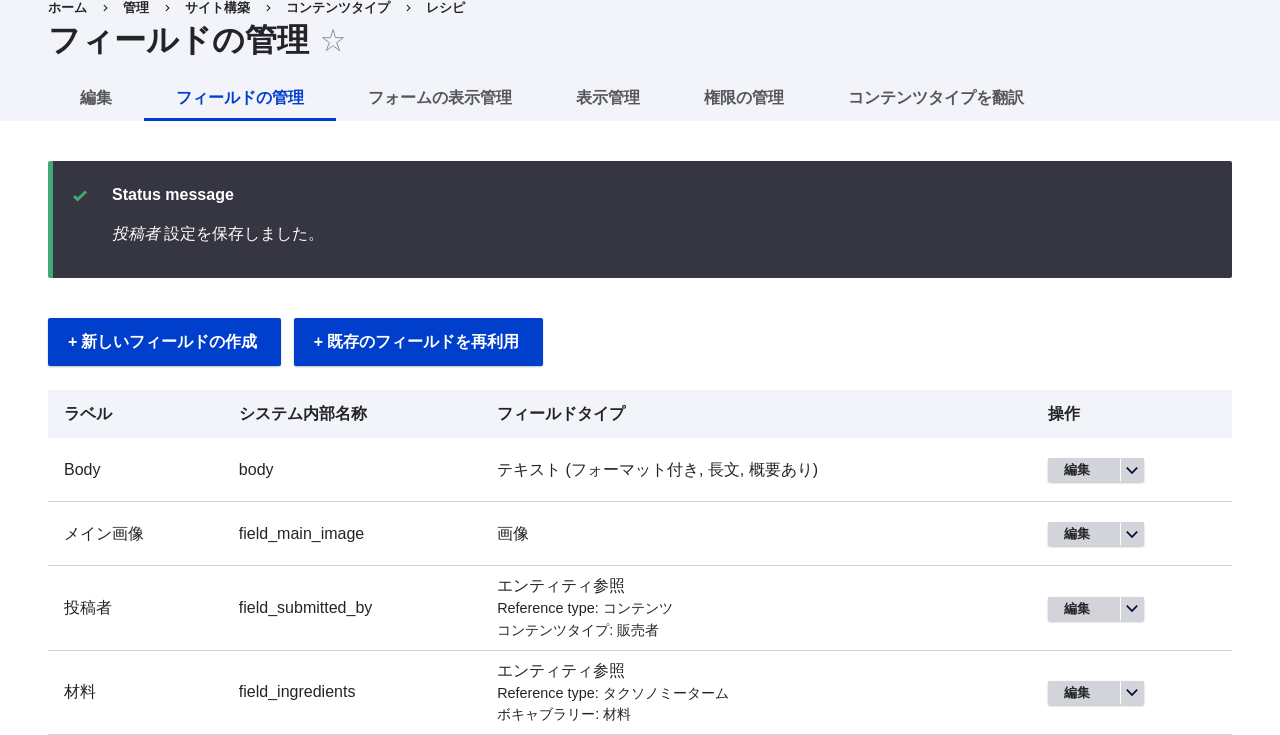 ホーム > 管理 > サイト構築 > コンテンツタイプ > レシピ
フィールドの管理 ☆
編集 フィールドの管理 フォームの表示管理 表示管理 権限の管理 コンテンツタイプを翻訳
Status message
投稿者 設定を保存しました。
+ 新しいフィールドの作成 + 既存のフィールドを再利用
ラベル システム内部名称 フィールドタイプ 操作
Body body テキスト (フォーマット付き, 長文, 概要あり) 編集
メイン画像 field_main_image 画像 編集
エンティティ参照
投稿者 field_submitted_by Reference type: コンテンツ 編集
コンテンツタイプ: 販売者
エンティティ参照
材料 field_ingredients Reference type: タクソノミーターム 編集
ボキャブラリー: 材料